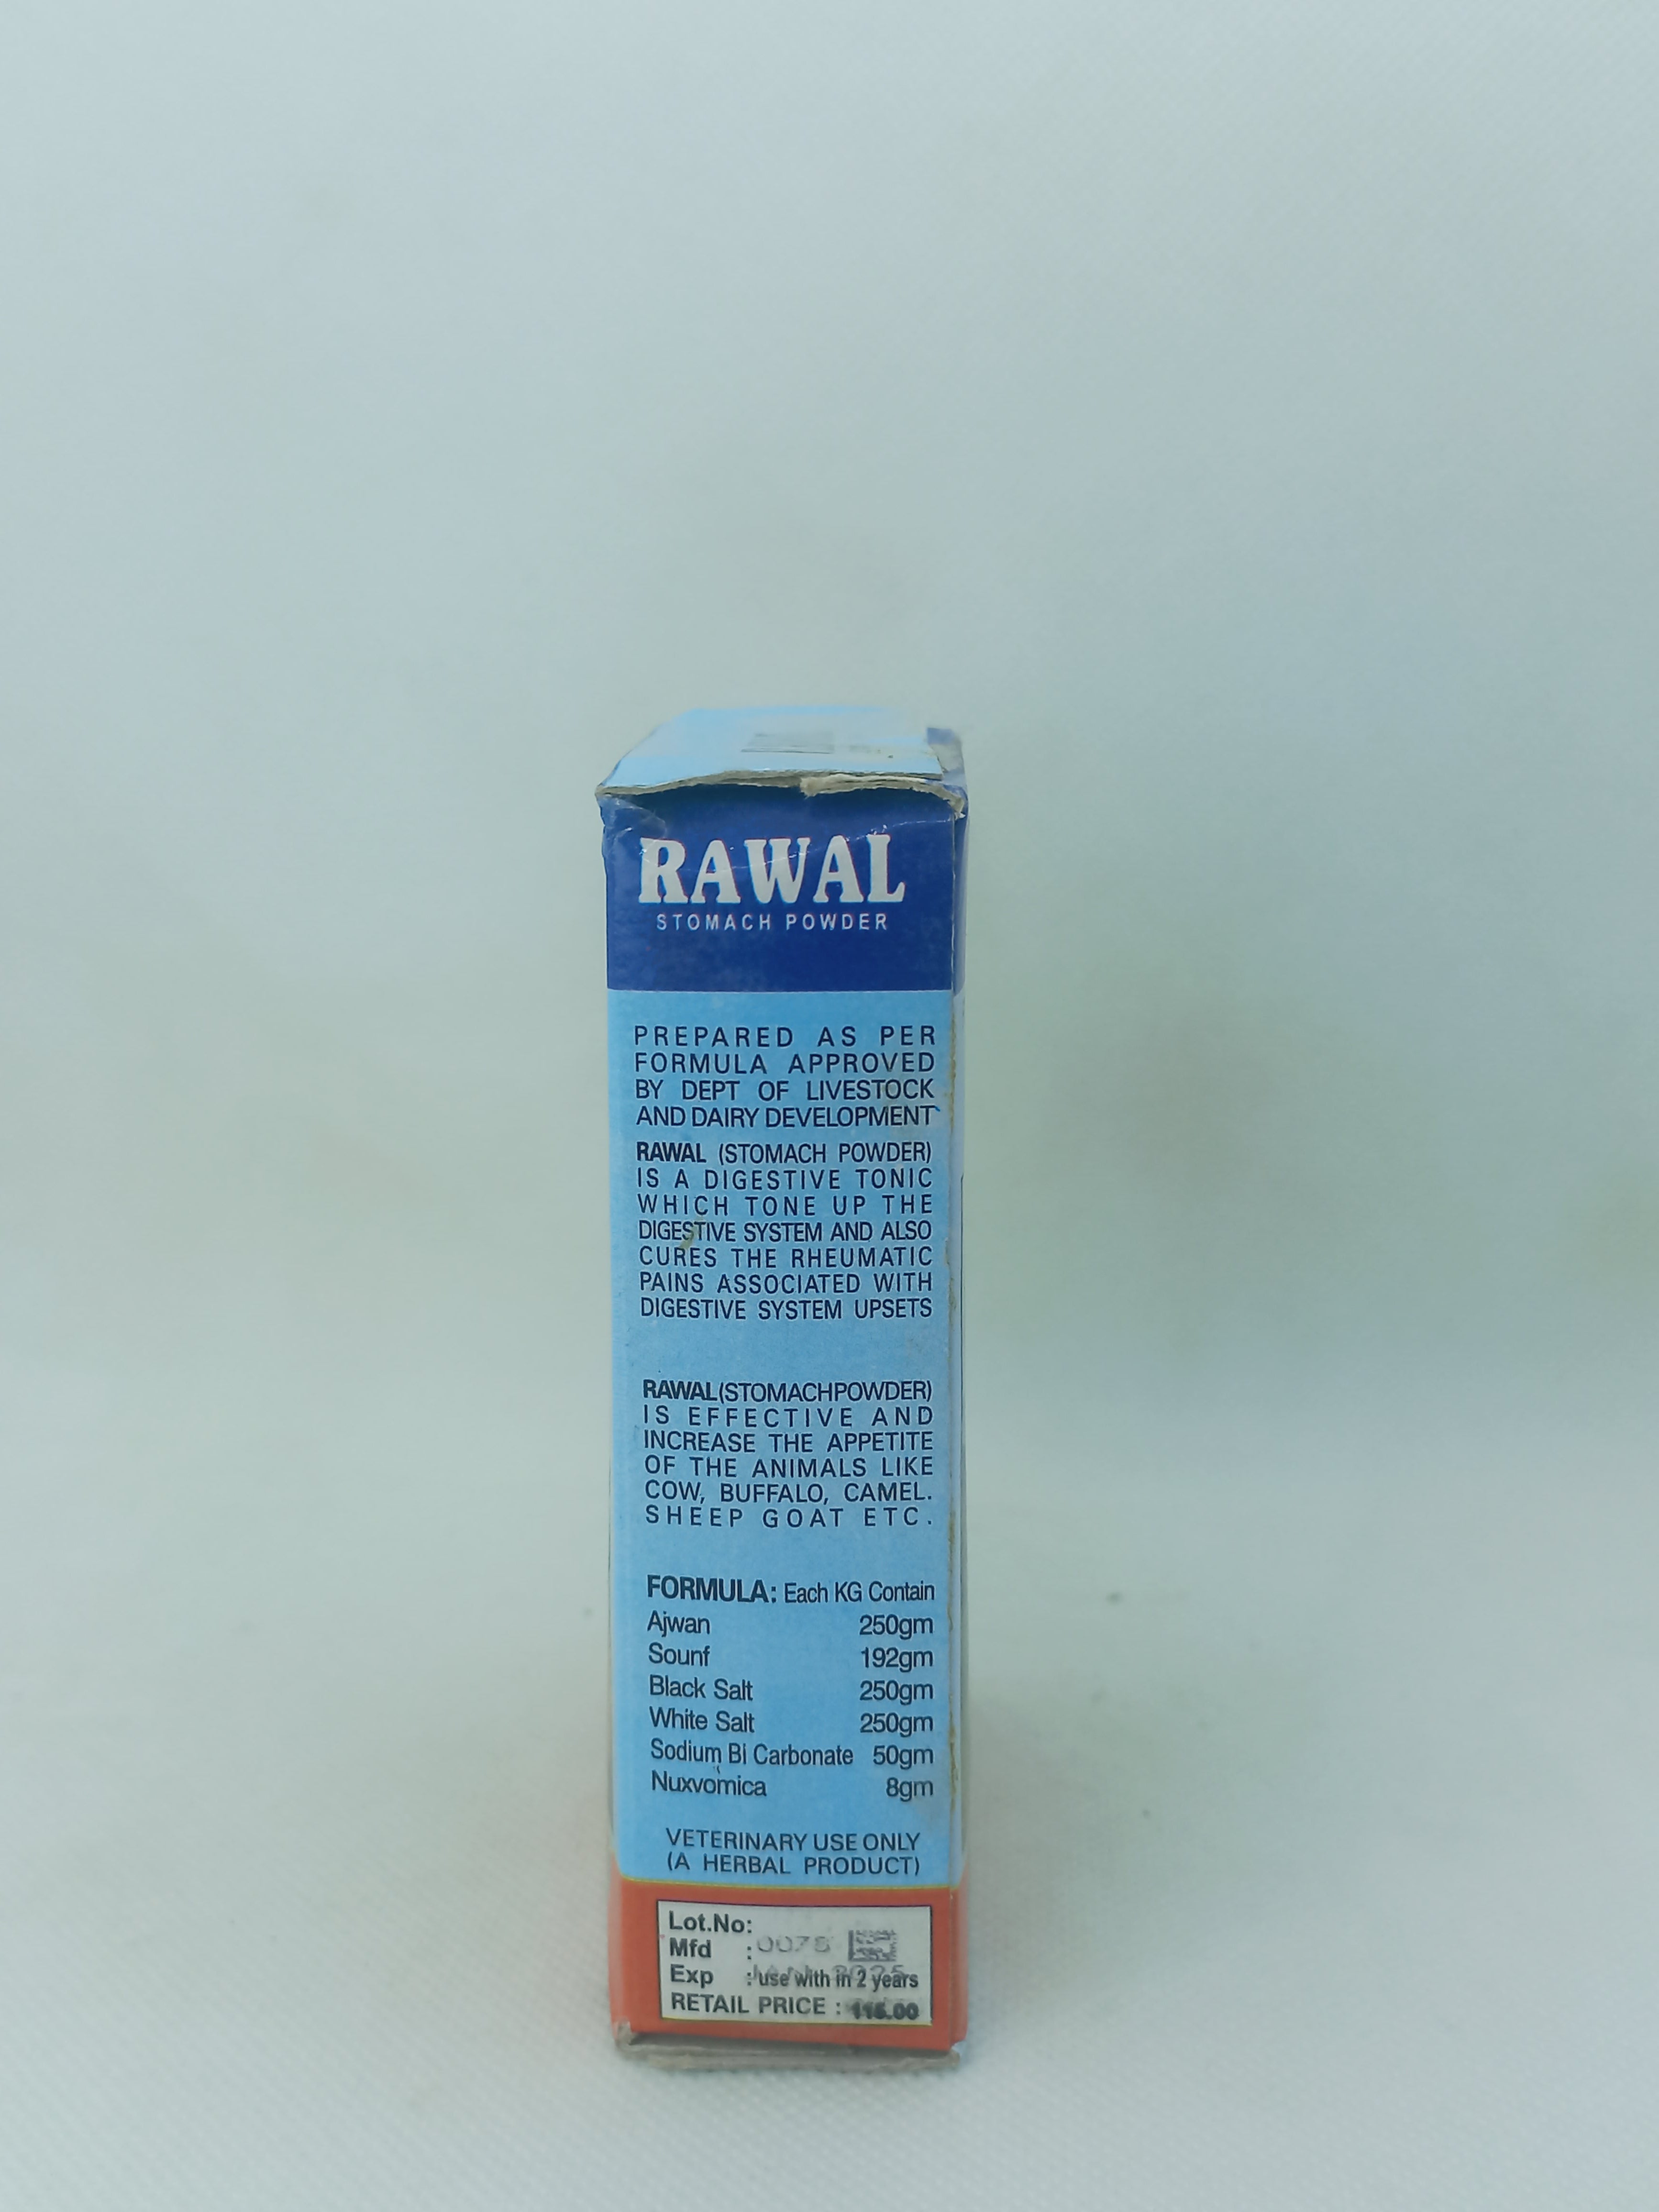 RAWAL
STOMACH POWDER
PREPARED AS PER
FORMULA APPROVED
BY DEPT OF LIVESTOCK
AND DAIRY DEVELOPMENT
RAWAL (STOMACH POWDER)
IS A DIGESTIVE TONIC
WHICH TONE UP THE
DIGESTIVE SYSTEM AND ALSO
CURES THE RHEUMATIC
PAINS ASSOCIATED WITH
DIGESTIVE SYSTEM UPSETS
RAWAL(STOMACHPOWDER)
IS EFFECTIVE AND
INCREASE THE APPETITE
OF THE ANIMALS LIKE
COW, BUFFALO, CAMEL.
SHEEP GOAT ETC.
FORMULA: Each KG Contain
Ajwan 250gm
Sounf 192gm
Black Salt 250gm
White Salt 250gm
Sodium Bi Carbonate 50gm
Nuxvomica 8gm
VETERINARY USE ONLY
(A HERBAL PRODUCT)
Lot.No:
Mfd :
Exp : use with in 2 years
RETAIL PRICE :